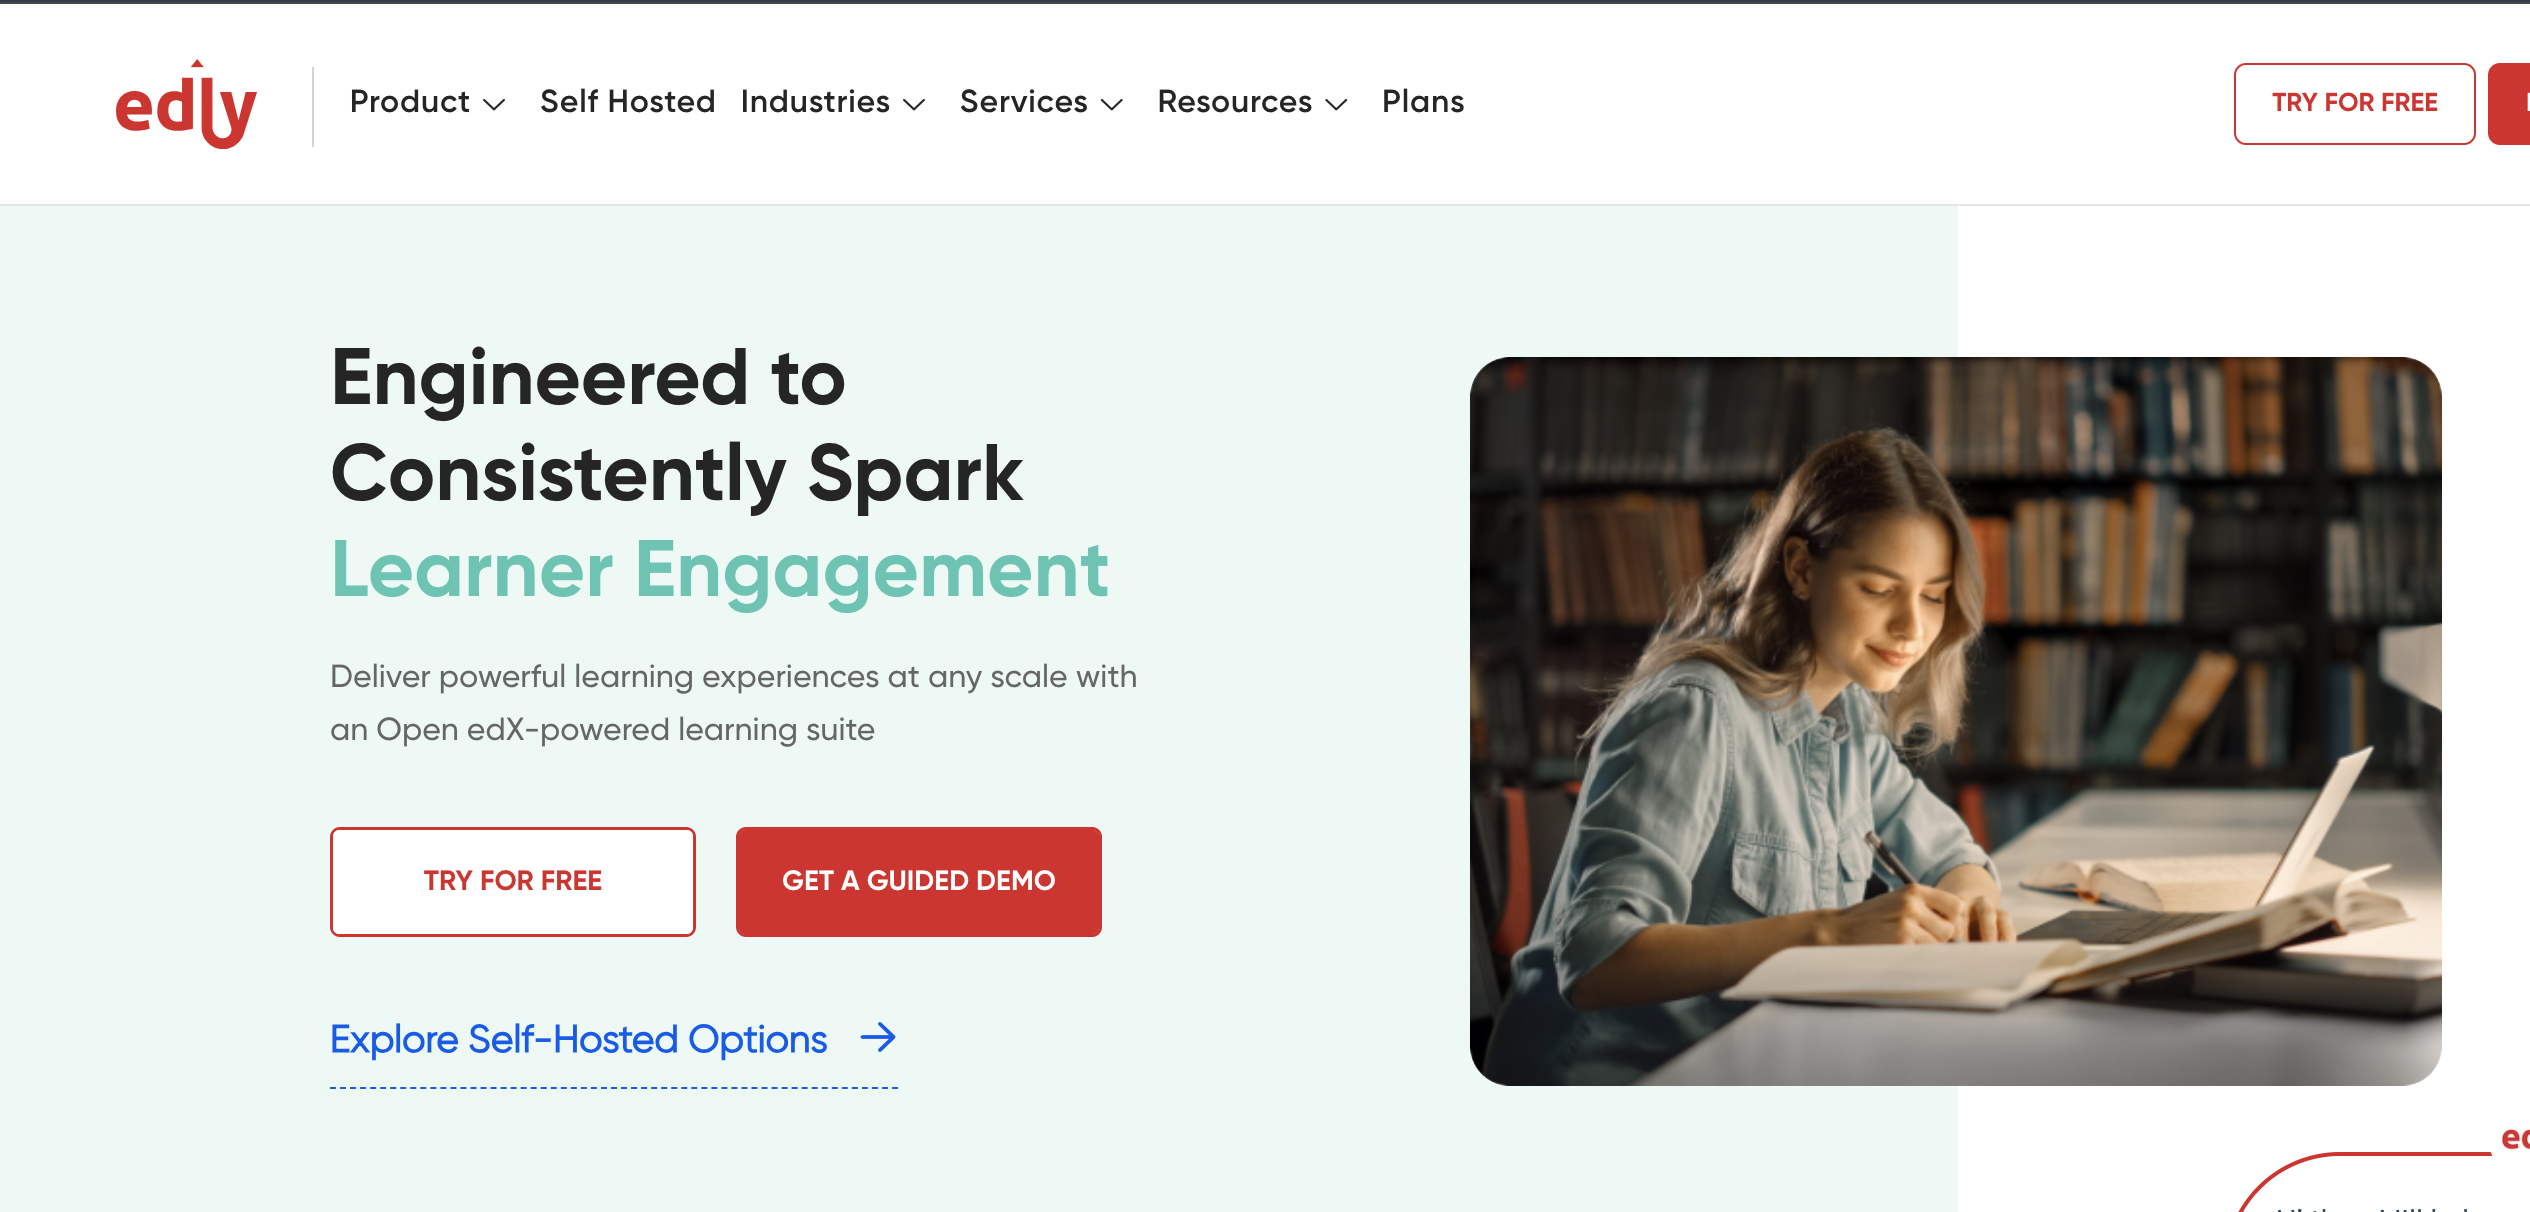 edly
Product
Self Hosted
Industries
Services
Resources
Plans
TRY FOR FREE
Engineered to
Consistently Spark
Learner Engagement
Deliver powerful learning experiences at any scale with
an Open edX-powered learning suite
TRY FOR FREE
GET A GUIDED DEMO
Explore Self-Hosted Options